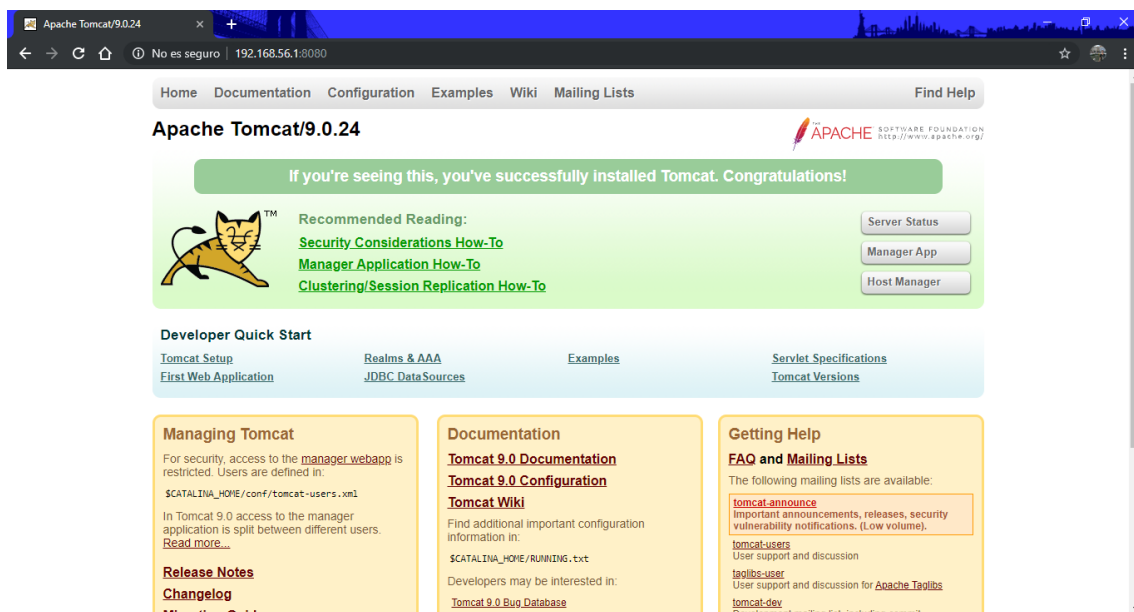 Apache Tomcat/9.0.24
No es seguro | 192.168.56.1:8080
Home Documentation Configuration Examples Wiki Mailing Lists Find Help
Apache Tomcat/9.0.24
THE
APACHE SOFTWARE FOUNDATION
http://www.apache.org/
If you're seeing this, you've successfully installed Tomcat. Congratulations!
TM
Recommended Reading:
Security Considerations How-To
Manager Application How-To
Clustering/Session Replication How-To
Server Status
Manager App
Host Manager
Developer Quick Start
Tomcat Setup
First Web Application
Realms & AAA
JDBC DataSources
Examples
Servlet Specifications
Tomcat Versions
Managing Tomcat
For security, access to the manager webapp is
restricted. Users are defined in:
$CATALINA_HOME/conf/tomcat-users.xml
In Tomcat 9.0 access to the manager
application is split between different users.
Read more...
Release Notes
Changelog
Documentation
Tomcat 9.0 Documentation
Tomcat 9.0 Configuration
Tomcat Wiki
Find additional important configuration
information in:
$CATALINA_HOME/RUNNING.txt
Developers may be interested in:
Tomcat 9.0 Bug Database
Getting Help
FAQ and Mailing Lists
The following mailing lists are available:
tomcat-announce
Important announcements, releases, security
vulnerability notifications. (Low volume).
tomcat-users
User support and discussion
taglibs-user
User support and discussion for Apache Taglibs
tomcat-dev